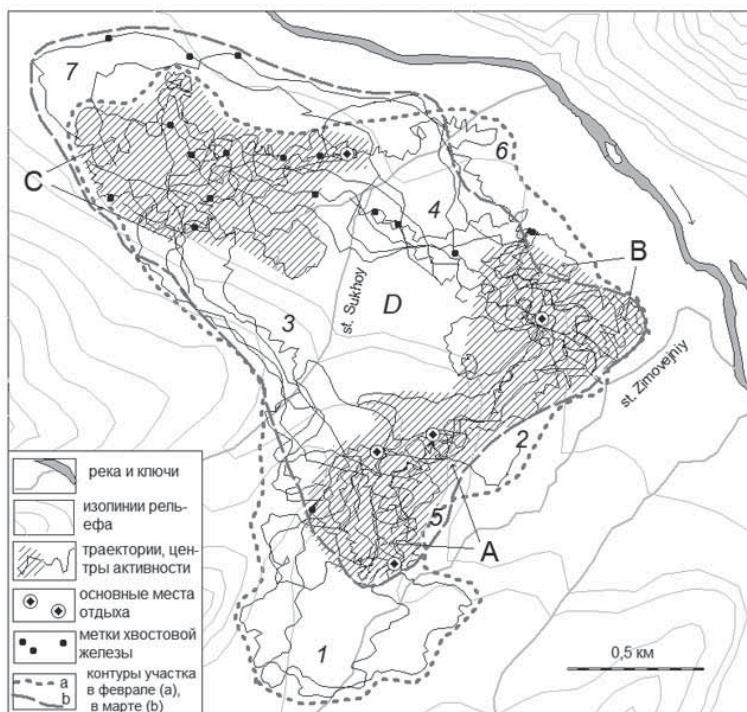 7
C
6
4
B
st. Sukhoy
D
3
st. Zimovejniy
2
5
A
1
0,5 км
река и ключи
изолинии рель-
ефа
траектории, цен-
тры активности
основные места
отдыха
метки хвостовой
железы
a
b
контуры участка
в феврале (a),
в марте (b)